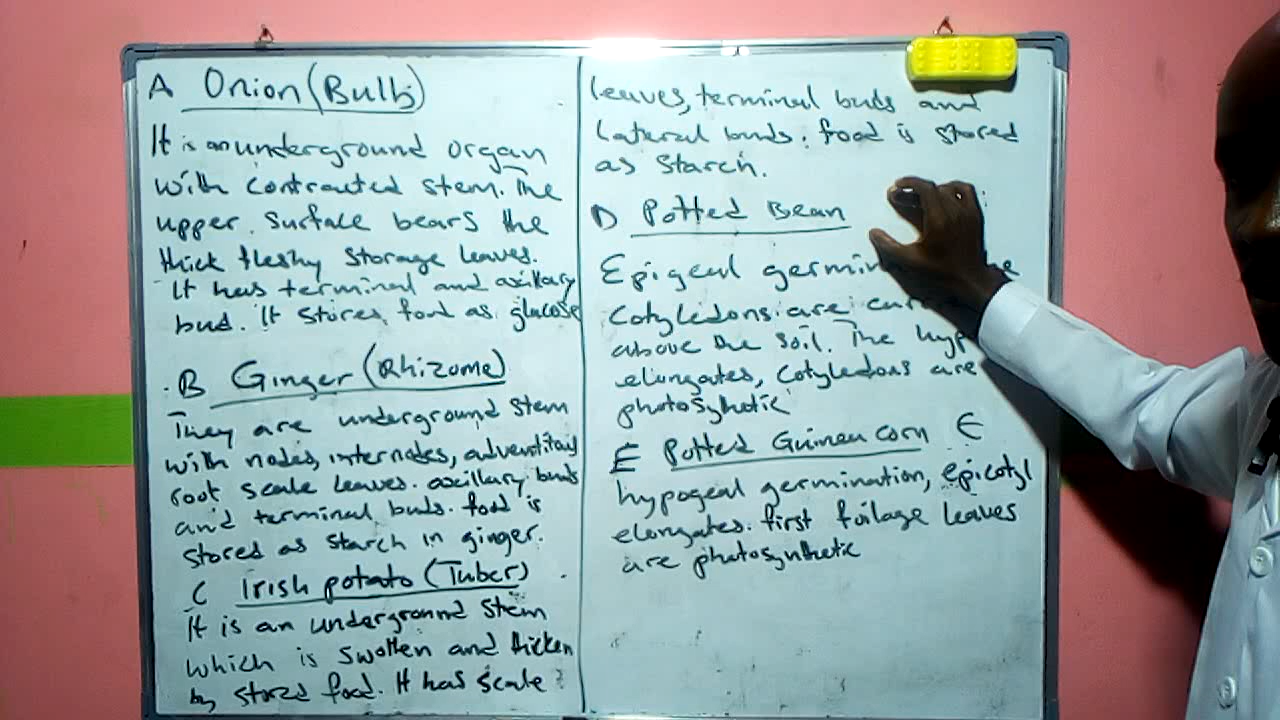 A Onion (Bulb)
It is an underground organ
with contracted stem. The
upper. surface bears the
thick fleshy storage leaves.
It has terminal and axillary
bud. It stores food as glucose
B Ginger (Rhizome)
They are underground stem
with nodes, internodes,
root scale leaves. axillary buds
and terminal buds. food is
stored as starch in ginger.
C Irish potato (Tuber)
It is an underground stem
which is swollen and thicken
by stored food. It has scale
leaves, terminal buds and
lateral buds. food is stored
as starch.
D Potted Bean
Epigeal
Cotyledons are
above the soil. The
elongates, Cotyledons are
E Potted Guinea corn E
hypogeal germination, epicotyl
elongates. first foilage leaves
are photosynthetic